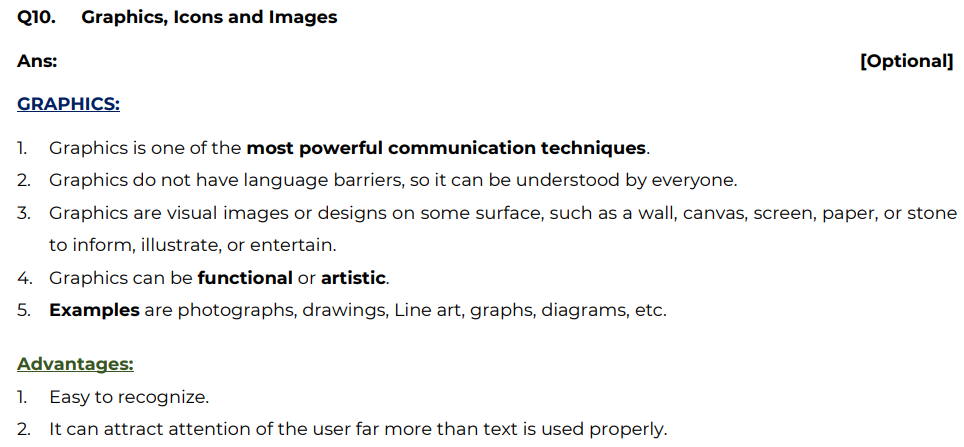 Q10. Graphics, Icons and Images
Ans: [Optional]
GRAPHICS:
1. Graphics is one of the most powerful communication techniques.
2. Graphics do not have language barriers, so it can be understood by everyone.
3. Graphics are visual images or designs on some surface, such as a wall, canvas, screen, paper, or stone
to inform, illustrate, or entertain.
4. Graphics can be functional or artistic.
5. Examples are photographs, drawings, Line art, graphs, diagrams, etc.
Advantages:
1. Easy to recognize.
2. It can attract attention of the user far more than text is used properly.